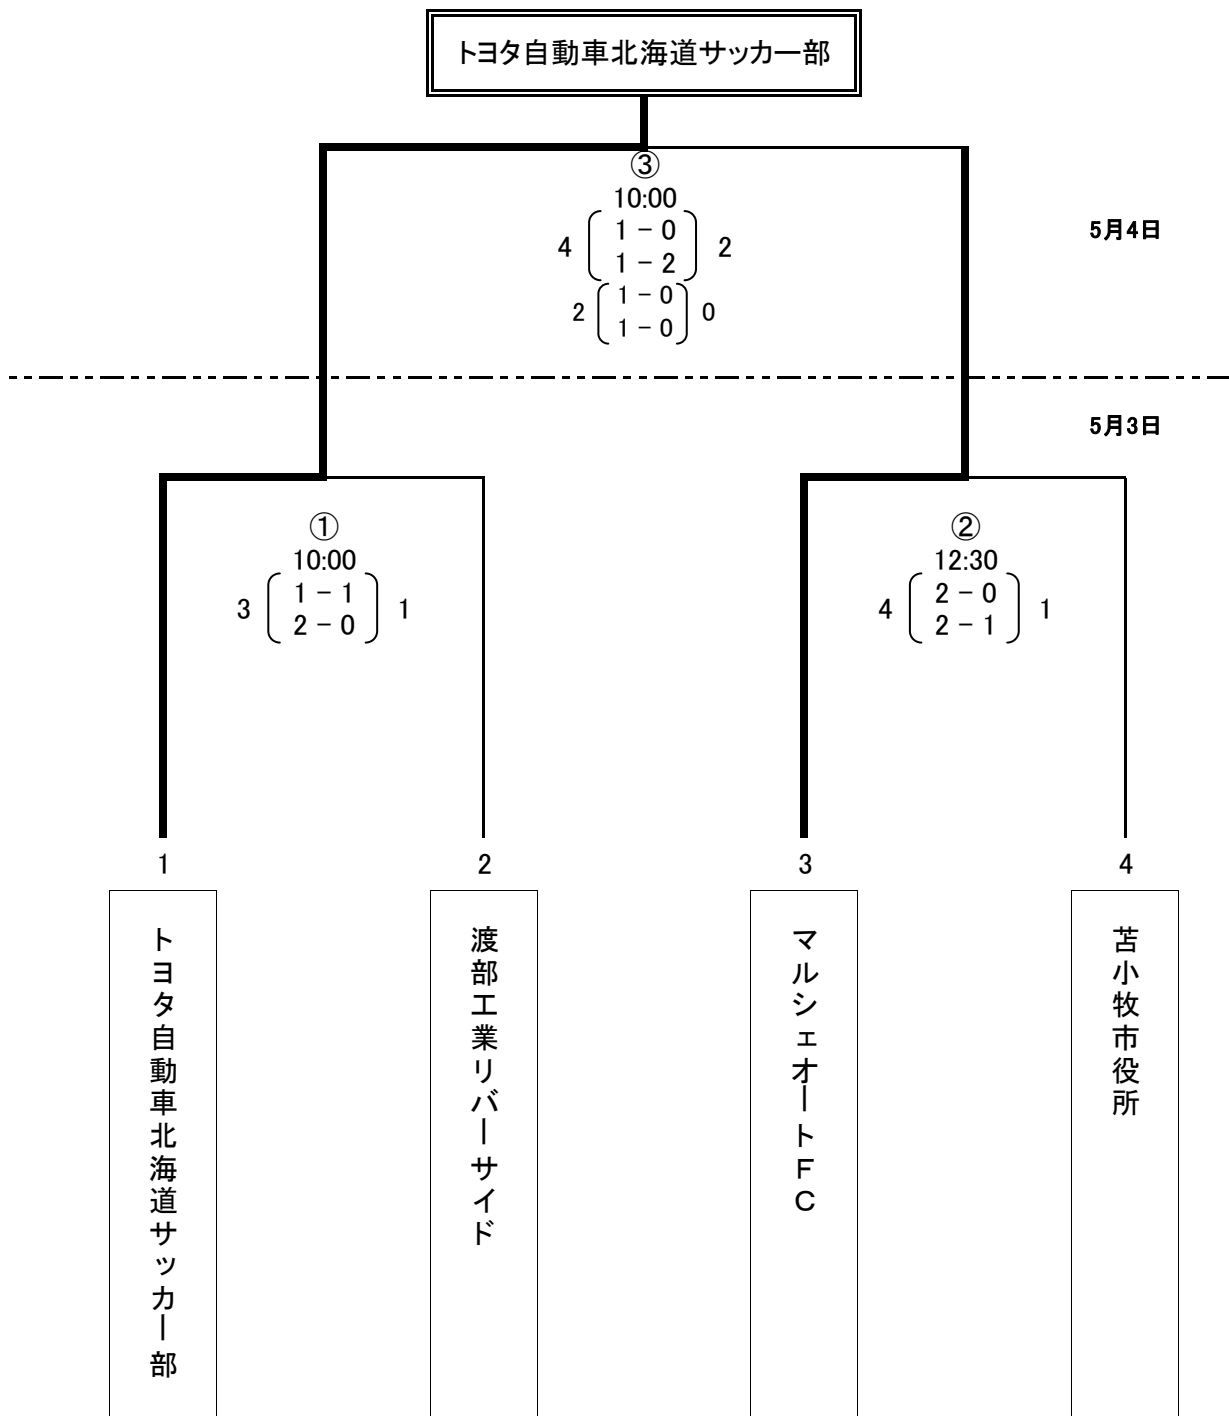 トヨタ自動車北海道サッカー部
③
10:00
4 1 − 0 2
1 − 2
2 1 − 0 0
1 − 0
5月4日
5月3日
①
10:00
3 1 − 1 1
2 − 0
②
12:30
4 2 − 0 1
2 − 1
1
2
3
4
トヨタ自動車北海道サッカー部
渡部工業リバーサイド
マルシェオートFC
苫小牧市役所